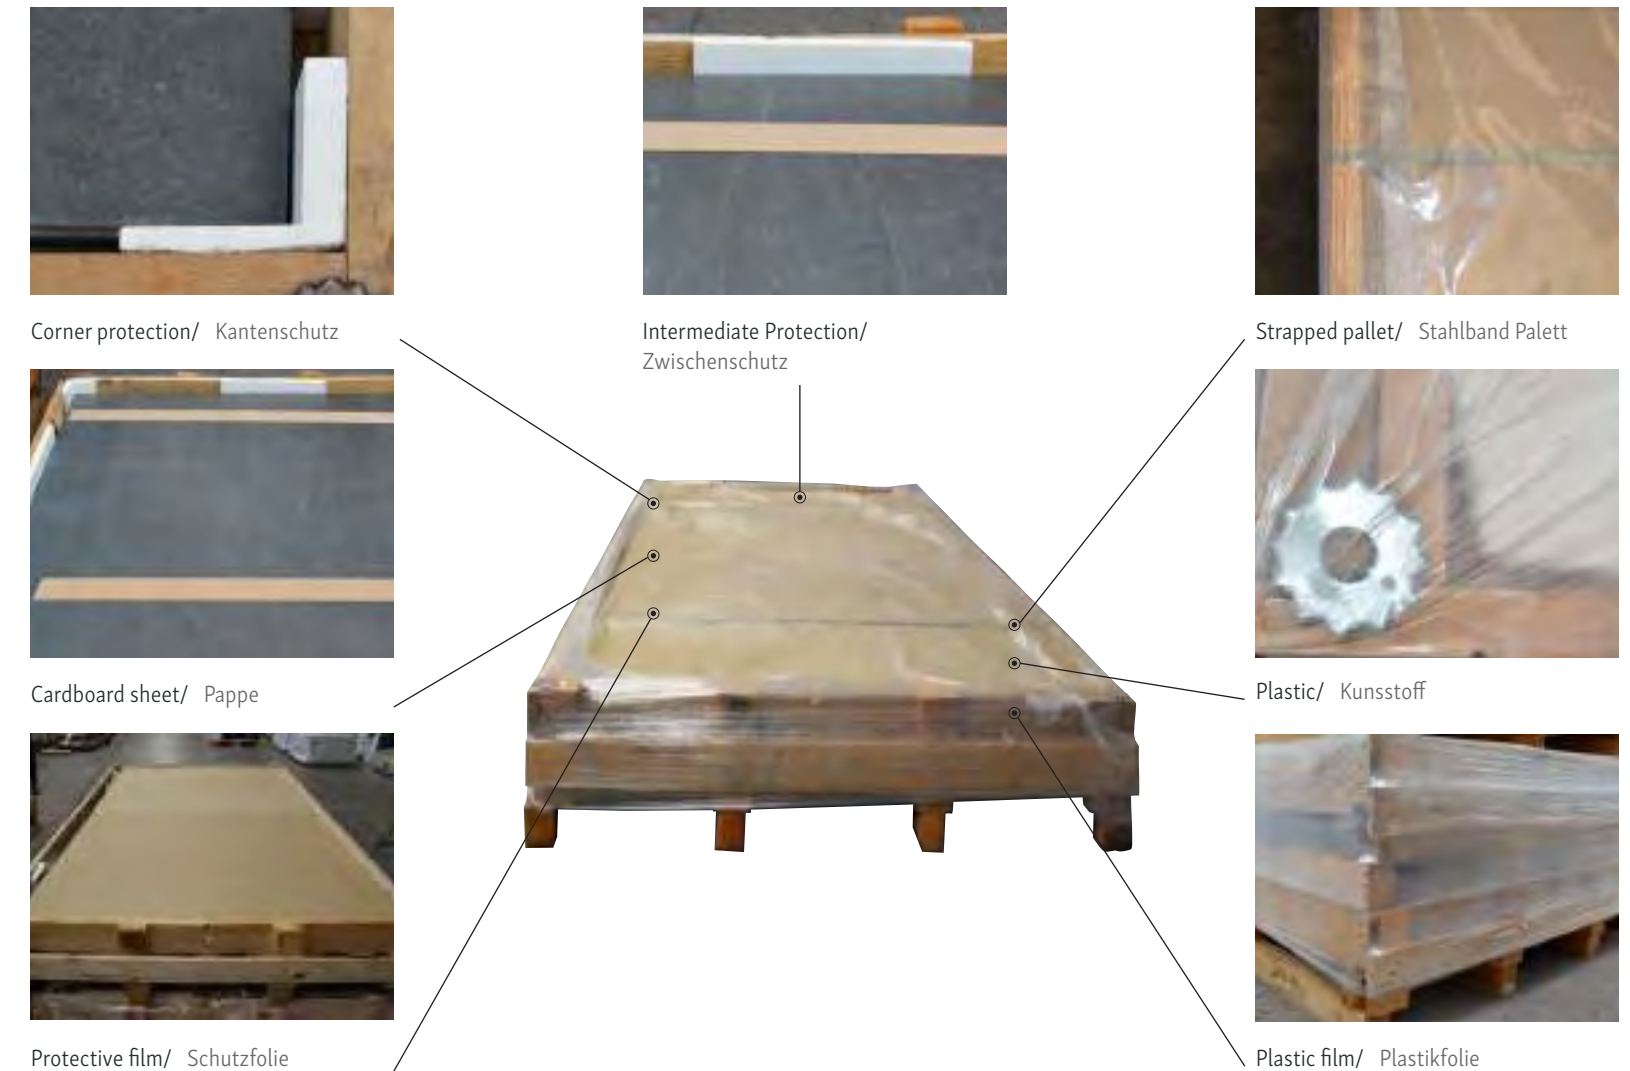 Corner protection/ Kantenschutz
Intermediate Protection/
Zwischenschutz
Strapped pallet/ Stahlband Palett
Cardboard sheet/ Pappe
Plastic/ Kunsstoff
Protective film/ Schutzfolie
Plastic film/ Plastikfolie